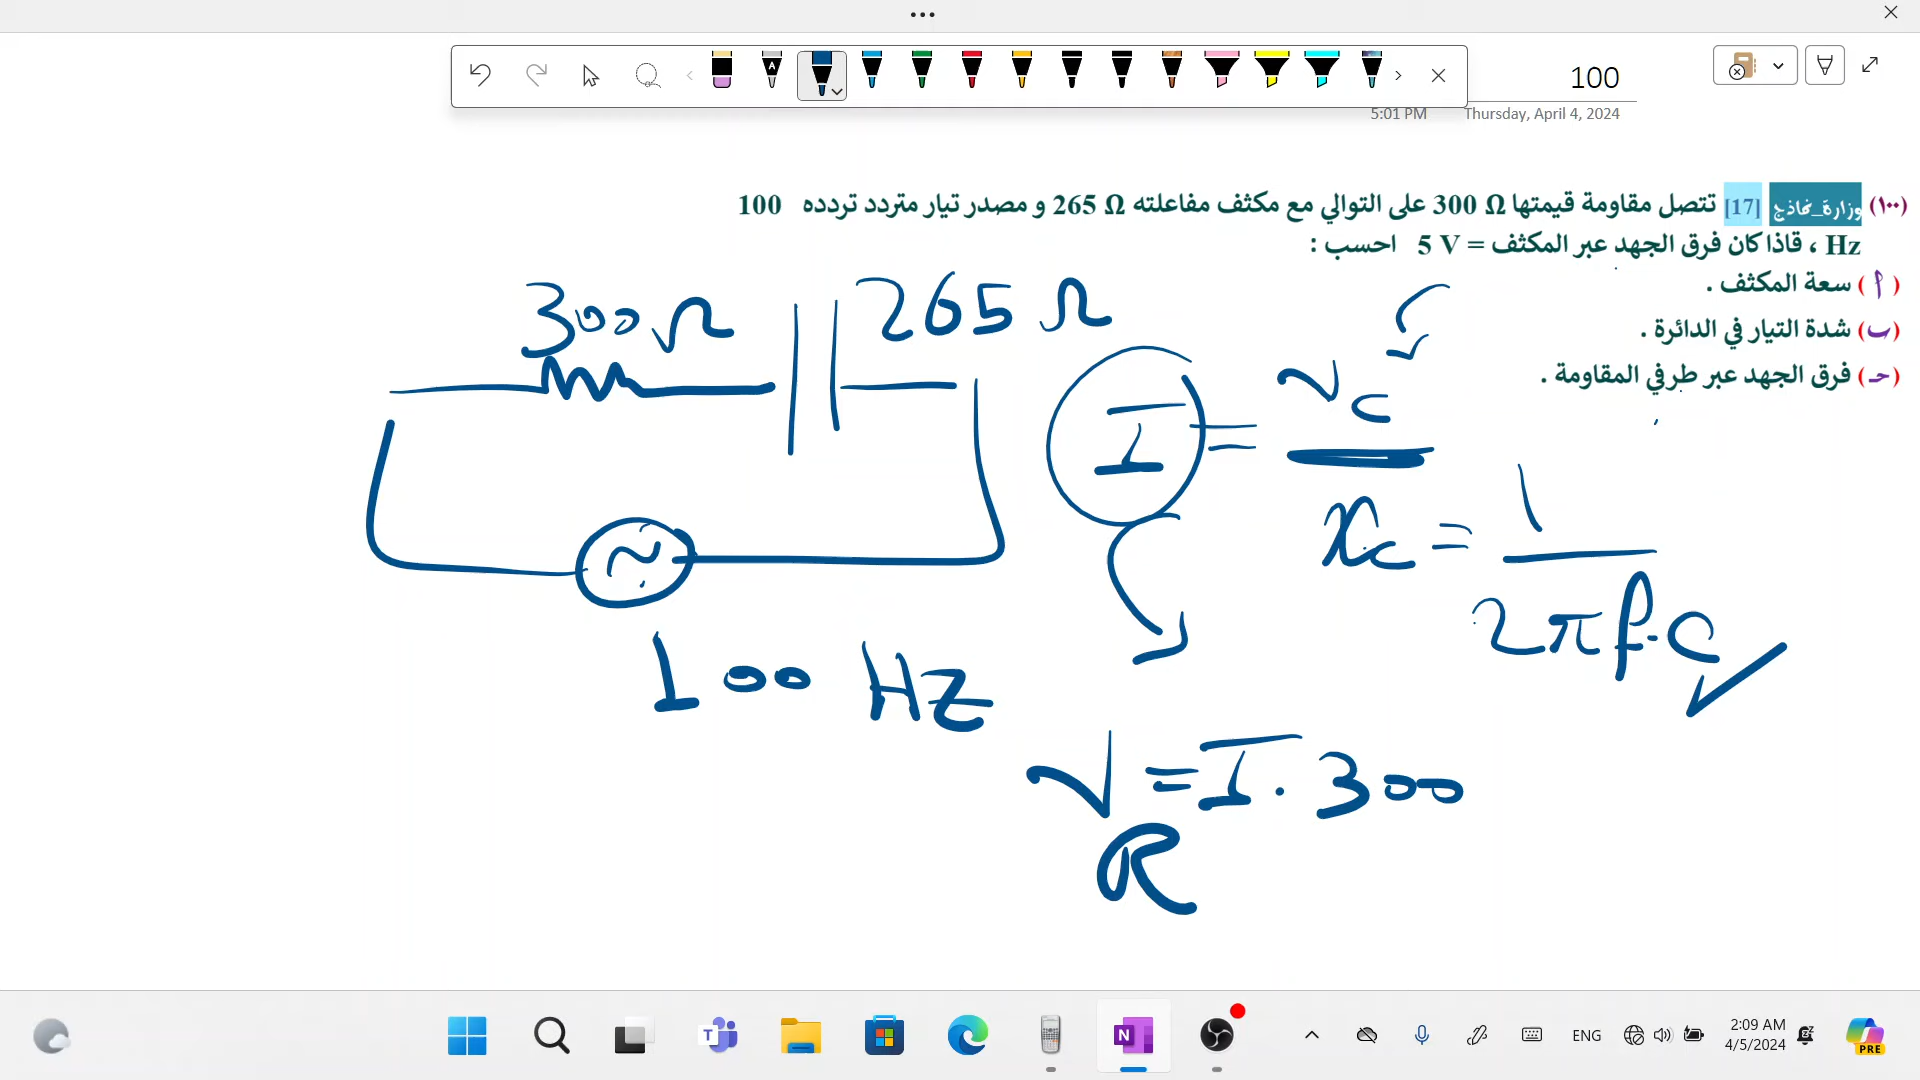 100
5:01 PM Thursday, April 4, 2024
(١٠٠) وزارة_نماذج [17] تتصل مقاومة قيمتها 300 Ω على التوالي مع مكثف مفاعلته 265 Ω و مصدر تيار متردد تردده 100
Hz ، قاذا كان فرق الجهد عبر المكثف = 5 V احسب :
(أ) سعة المكثف .
(ب) شدة التيار في الدائرة .
(حـ) فرق الجهد عبر طرفي المقاومة .
300 Ω 265 Ω
I = Vc
Xc = 1
2πf.C
~
100 Hz
V = I . 300
R
ENG
2:09 AM
4/5/2024
PRE